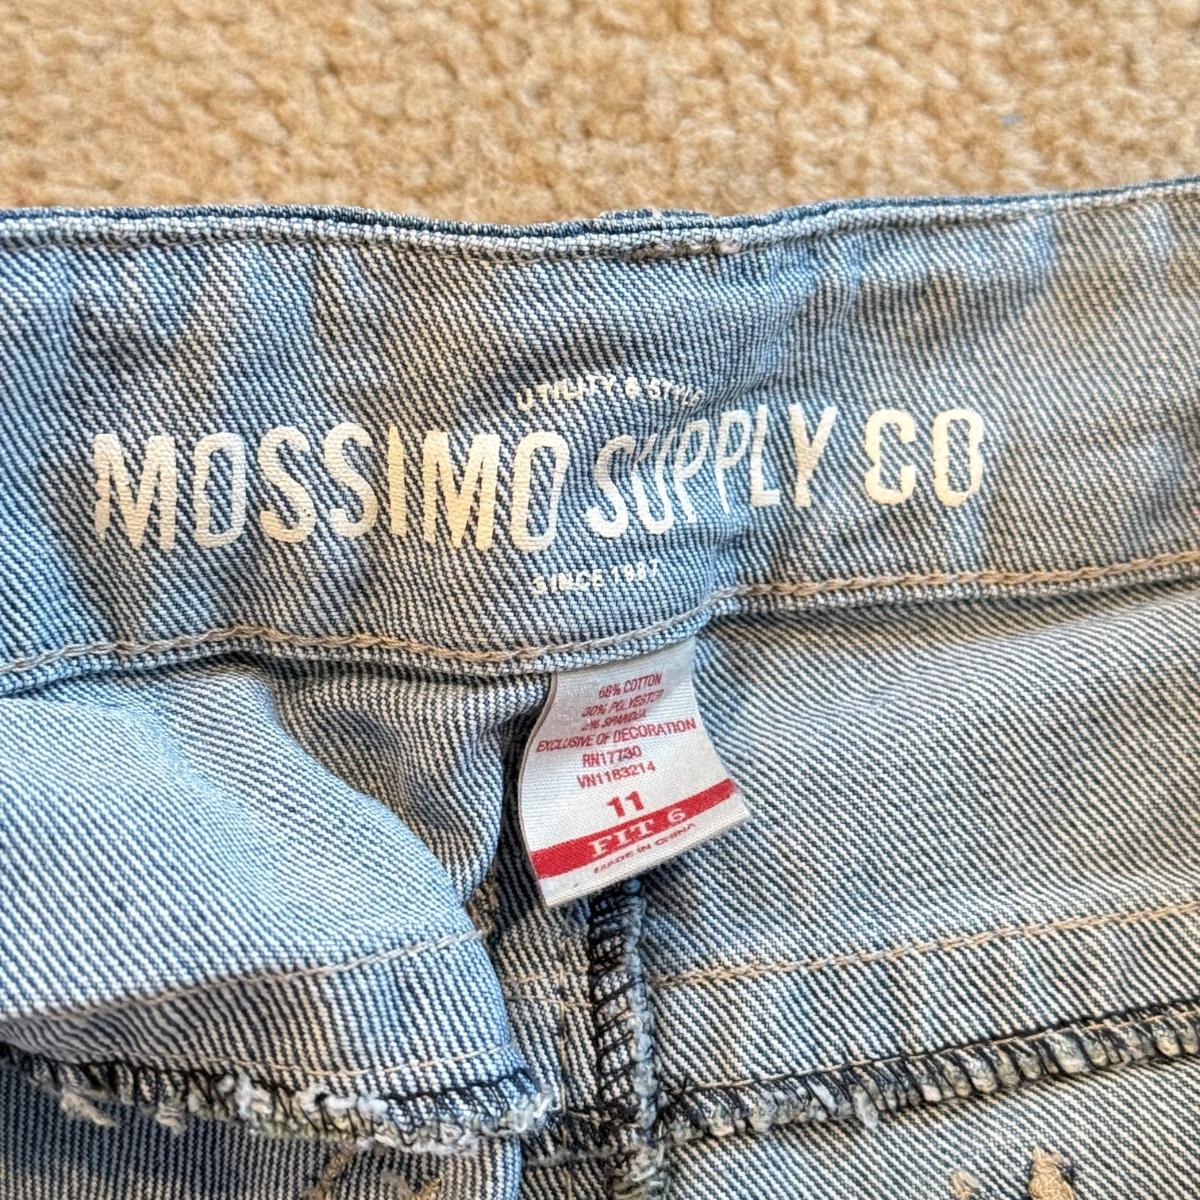 UTILITY & STYLE
MOSSIMO SUPPLY CO
SINCE 1987
68% COTTON
30% POLYESTER
2% SPANDEX
EXCLUSIVE OF DECORATION
RN17730
VN1183214
11
FIT 6
MADE IN CHINA